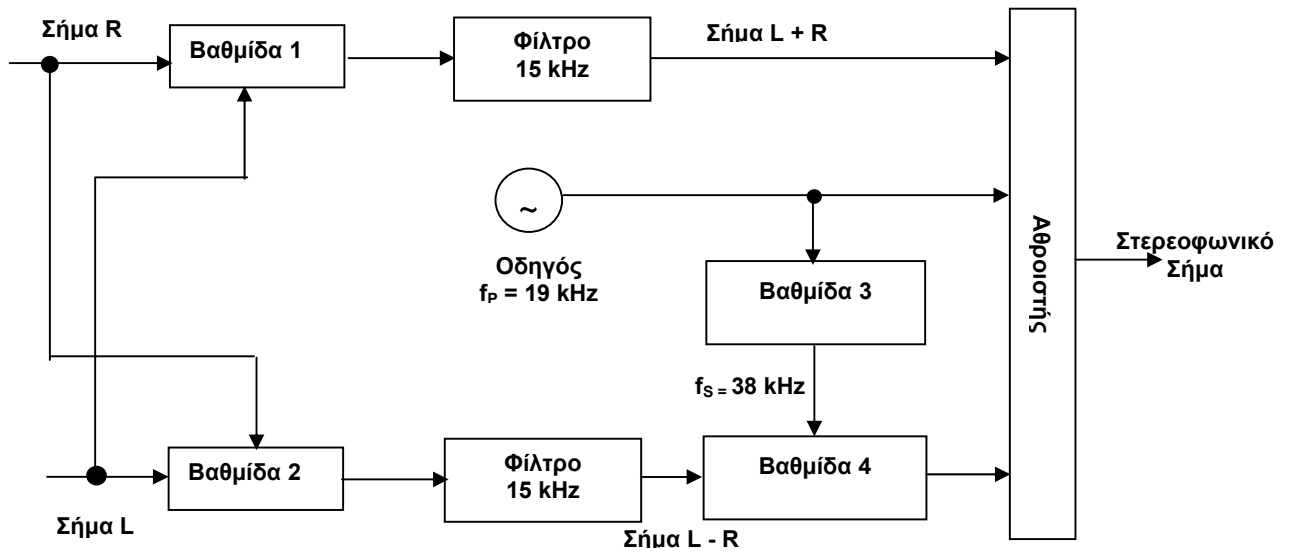 Σήμα R
Βαθμίδα 1
Φίλτρο
15 kHz
Σήμα L + R
~
Οδηγός
fP = 19 kHz
Βαθμίδα 3
Αθροιστής
Στερεοφωνικό
Σήμα
fS = 38 kHz
Βαθμίδα 2
Φίλτρο
15 kHz
Βαθμίδα 4
Σήμα L
Σήμα L - R